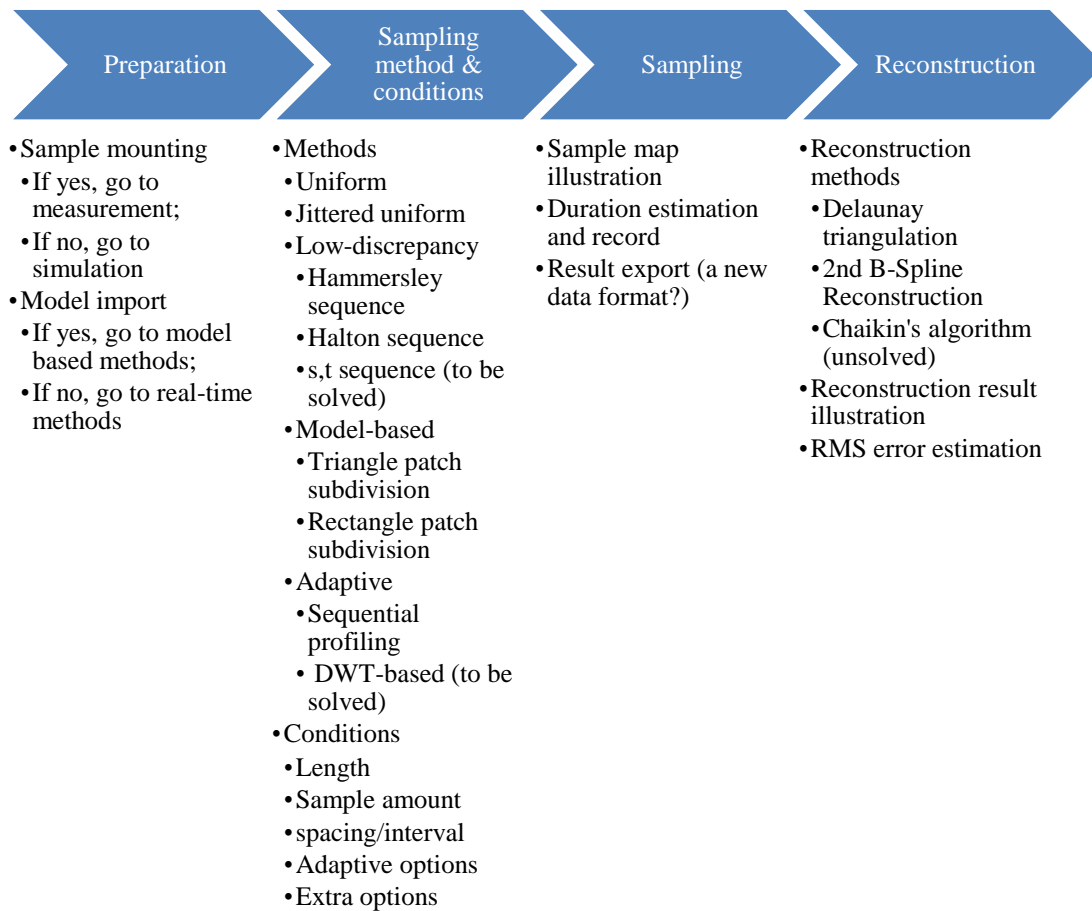 Preparation
Sampling
method &
conditions
Sampling
Reconstruction
•Sample mounting
•If yes, go to
measurement;
•If no, go to
simulation
•Model import
•If yes, go to model
based methods;
•If no, go to real-time
methods
•Methods
•Uniform
•Jittered uniform
•Low-discrepancy
•Hammersley
sequence
•Halton sequence
•s,t sequence (to be
solved)
•Model-based
•Triangle patch
subdivision
•Rectangle patch
subdivision
•Adaptive
•Sequential
profiling
• DWT-based (to be
solved)
•Conditions
•Length
•Sample amount
•spacing/interval
•Adaptive options
•Extra options
•Sample map
illustration
•Duration estimation
and record
•Result export (a new
data format?)
•Reconstruction
methods
•Delaunay
triangulation
•2nd B-Spline
Reconstruction
•Chaikin's algorithm
(unsolved)
•Reconstruction result
illustration
•RMS error estimation